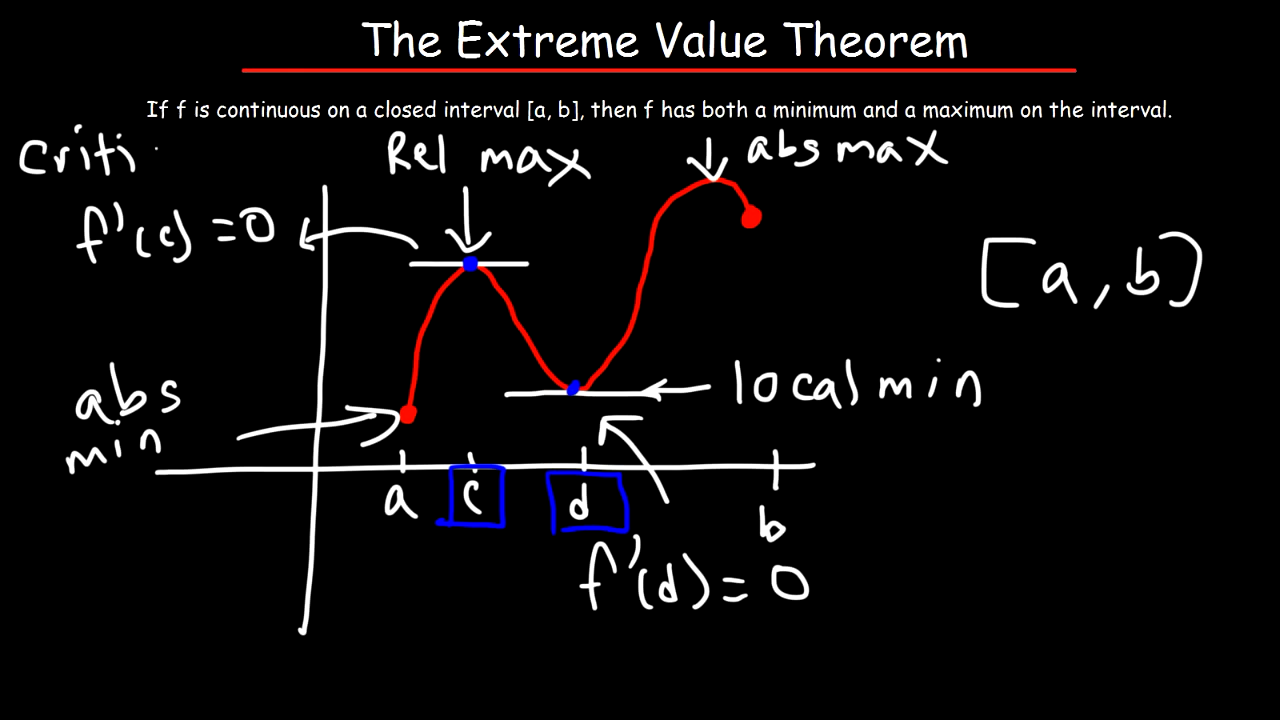 The Extreme Value Theorem
If f is continuous on a closed interval [a, b], then f has both a minimum and a maximum on the interval.
Criti
Rel max
abs max
f'(c) = 0
[a, b]
abs
min
local min
a
c
d
b
f'(d) = 0